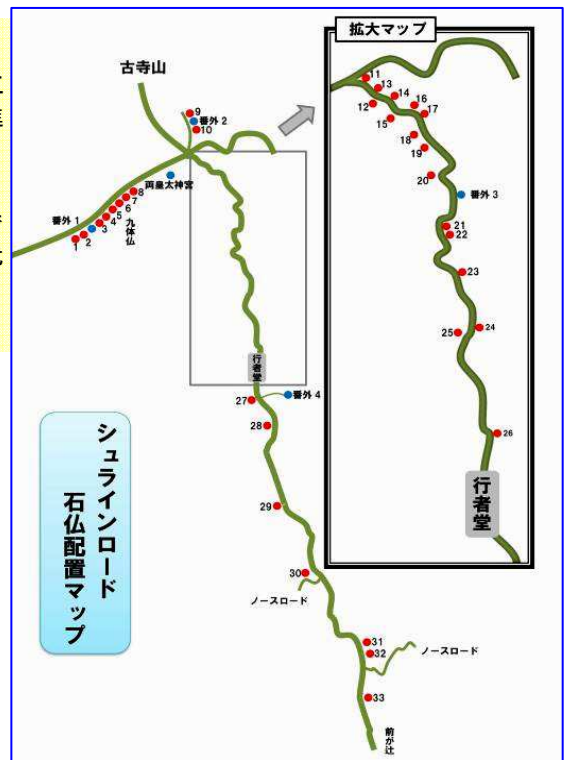 拡大マップ
古寺山
9
番外 2
10
両皇太神宮
番外 1
8
7
6
5
4
3
2
1
九体仏
11
13
12
14
16
15
17
18
19
20
番外 3
21
22
23
24
25
26
行者堂
行者堂
27
番外 4
28
29
30
ノースロード
31
32
ノースロード
33
前が辻
シュラインロード
石仏配置マップ